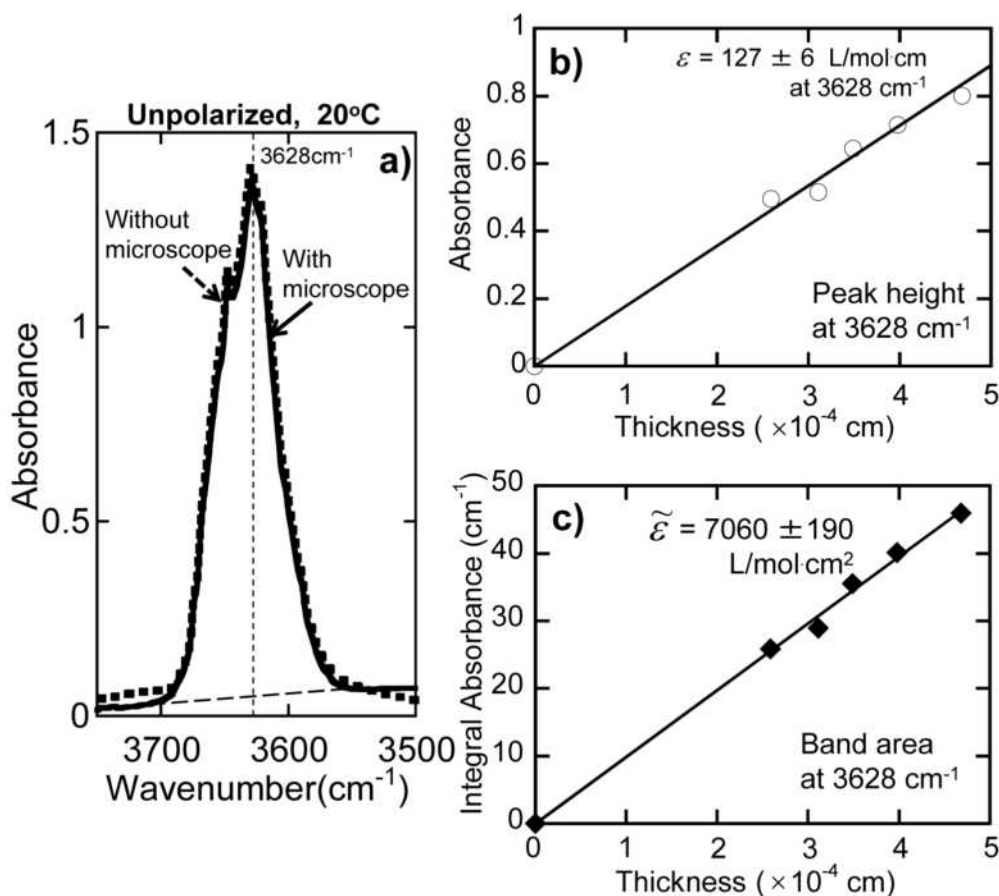 Unpolarized, 20°C
a)
3628cm⁻¹
Without
microscope
With
microscope
1.5
1
0.5
0
Absorbance
3700 3600 3500
Wavenumber(cm⁻¹)
b)
ε = 127 ± 6 L/mol·cm
at 3628 cm⁻¹
1
0.8
0.6
0.4
0.2
0
Absorbance
Peak height
at 3628 cm⁻¹
0 1 2 3 4 5
Thickness ( ×10⁻⁴ cm)
c)
ε̃ = 7060 ±190
L/mol·cm²
50
40
30
20
10
0
Integral Absorbance (cm⁻¹)
Band area
at 3628 cm⁻¹
0 1 2 3 4 5
Thickness ( ×10⁻⁴ cm)